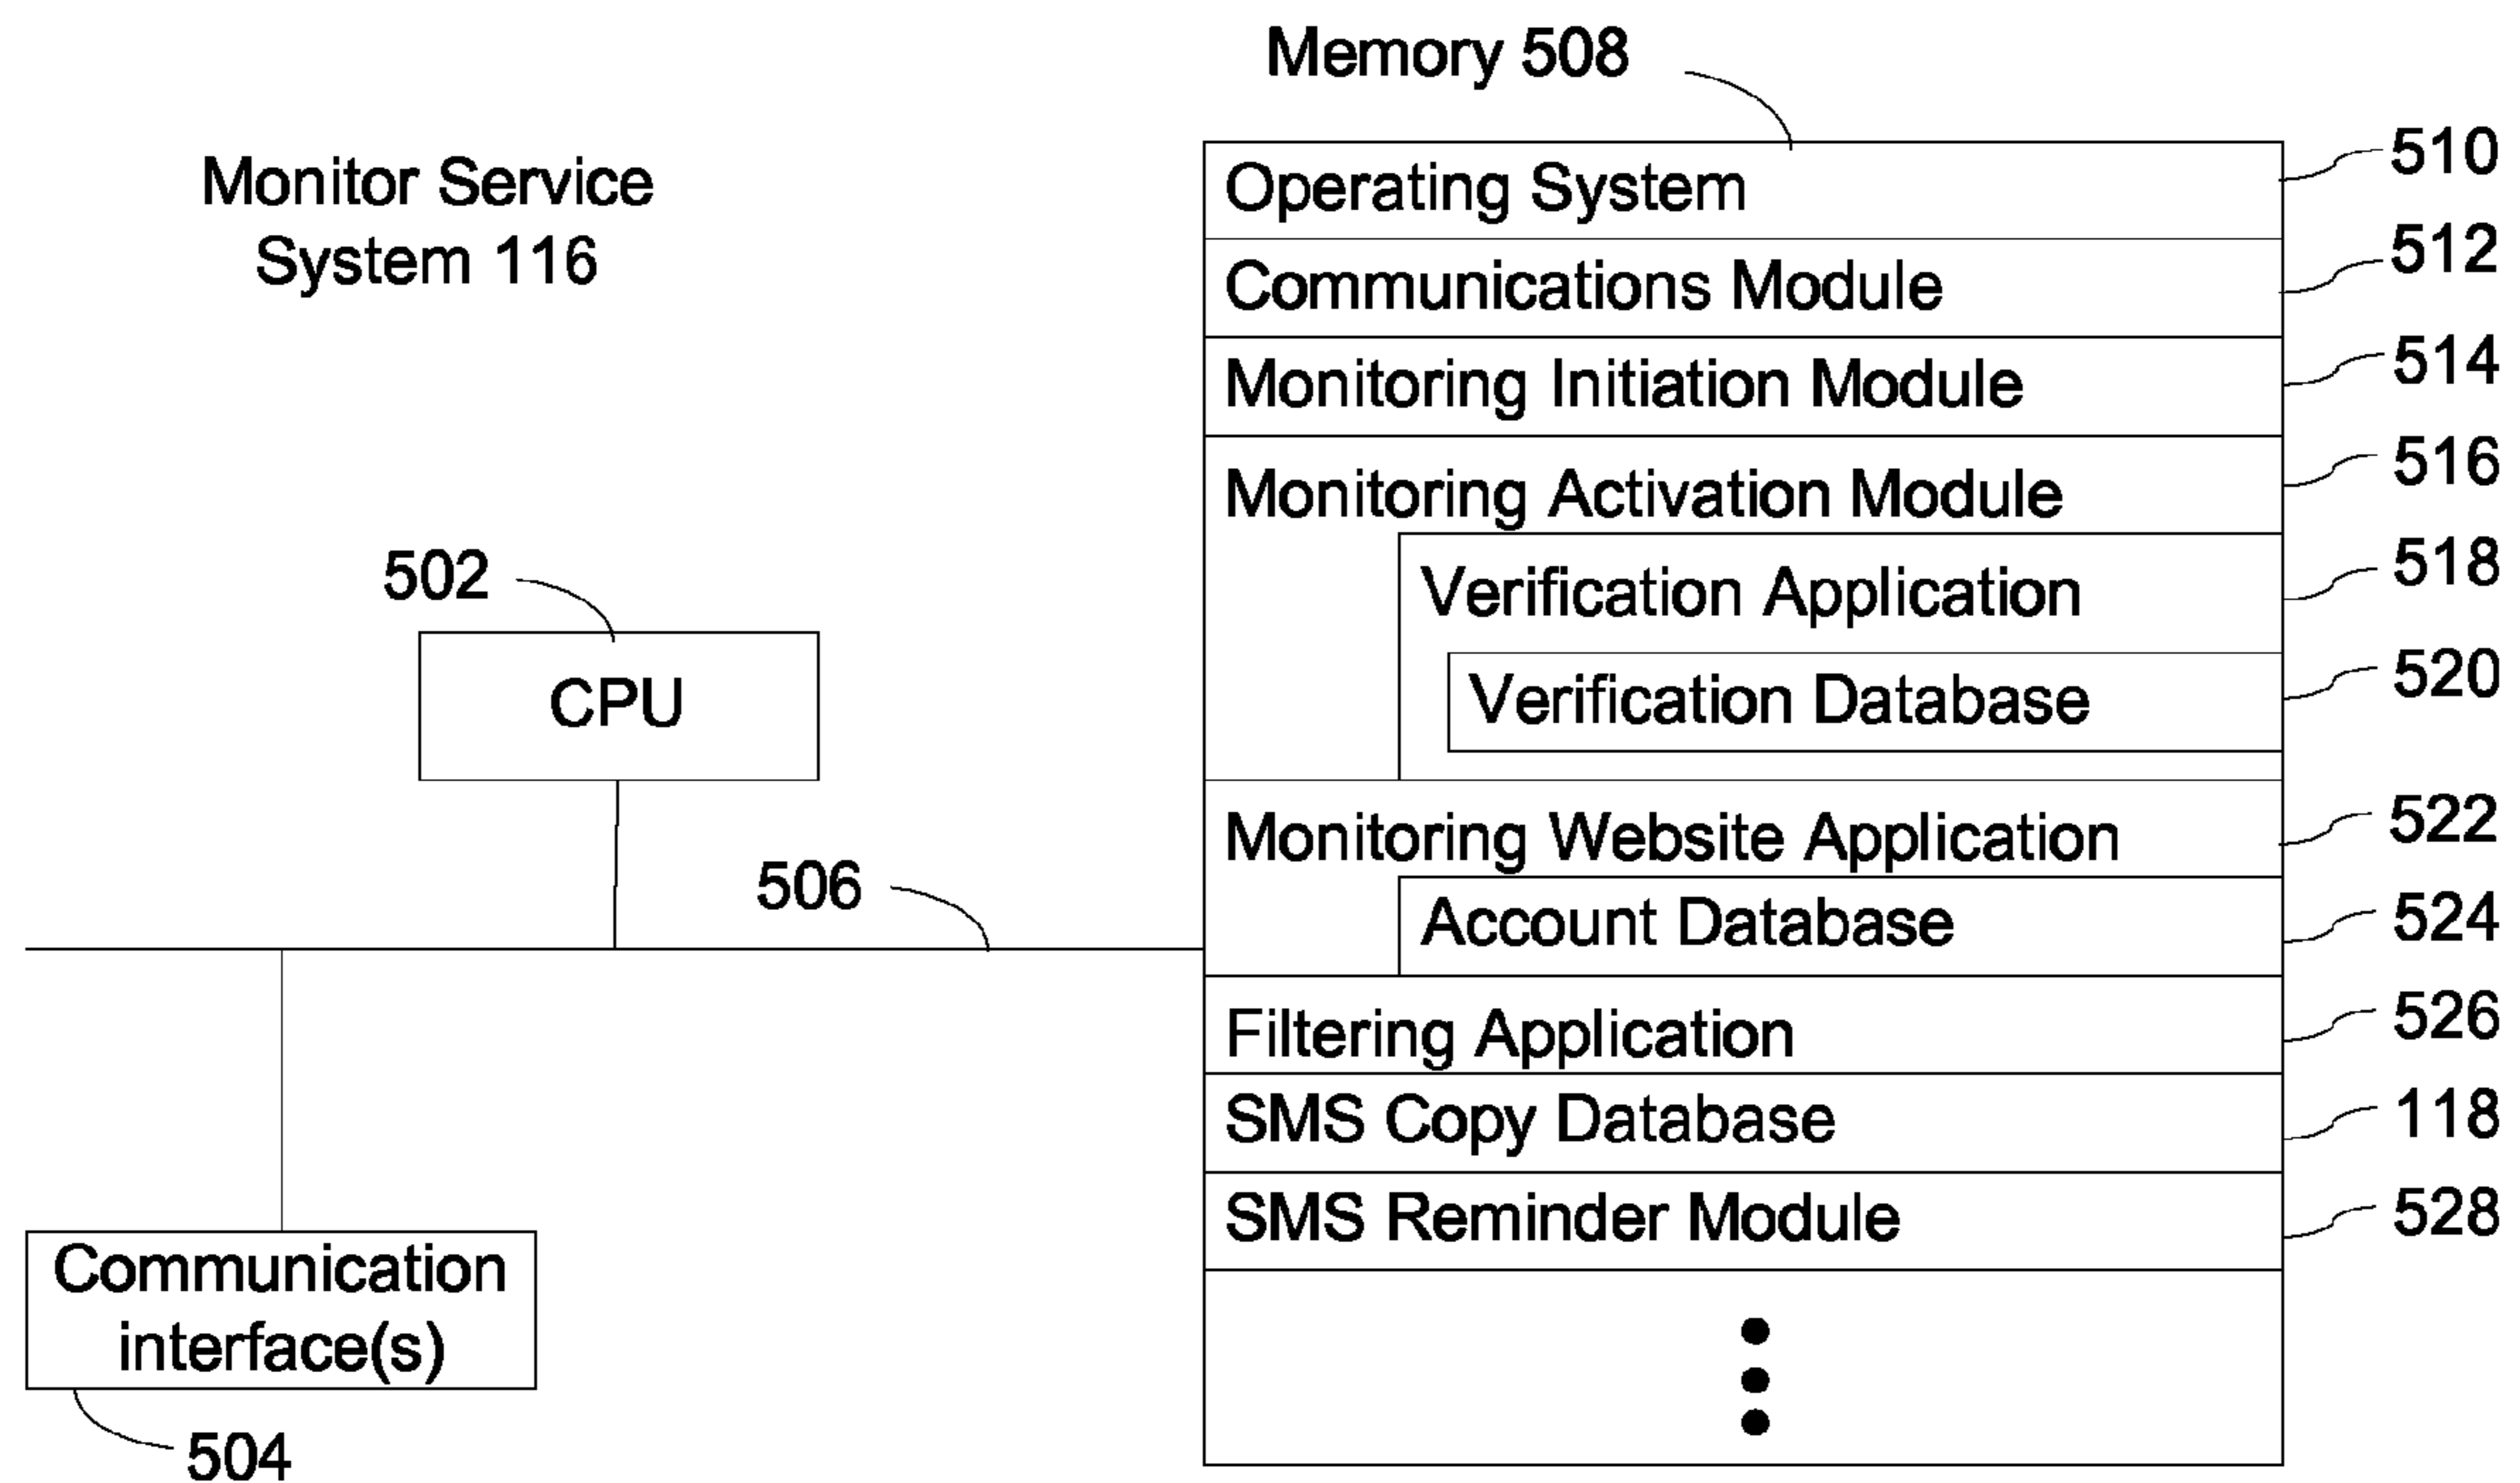 Memory 508
Monitor Service
System 116
Operating System
510
Communications Module
512
Monitoring Initiation Module
514
Monitoring Activation Module
516
Verification Application
518
Verification Database
520
Monitoring Website Application
522
Account Database
524
Filtering Application
526
SMS Copy Database
118
SMS Reminder Module
528
502
CPU
506
Communication
interface(s)
504